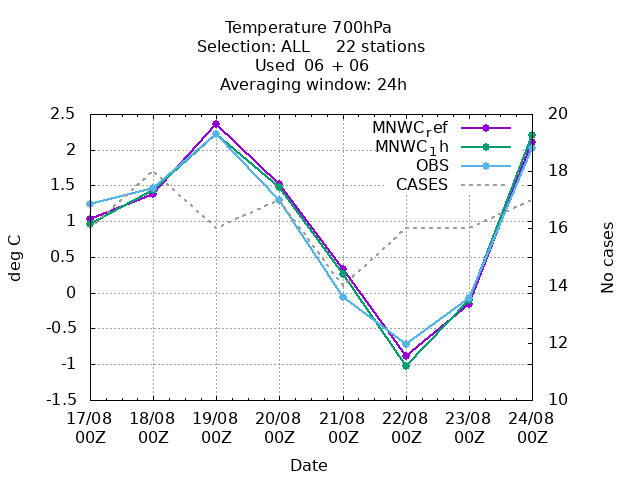 Temperature 700hPa
Selection: ALL 22 stations
Used 06 + 06
Averaging window: 24h
2.5
2
1.5
1
0.5
0
-0.5
-1
-1.5
deg C
20
18
16
14
12
10
No cases
MNWC_ref
MNWC_1h
OBS
CASES
17/08 18/08 19/08 20/08 21/08 22/08 23/08 24/08
00Z 00Z 00Z 00Z 00Z 00Z 00Z 00Z
Date